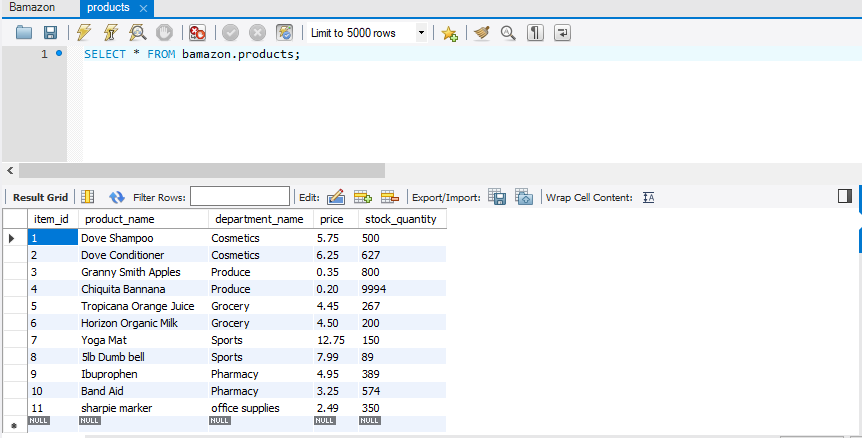 Bamazon products
Limit to 5000 rows
1 SELECT * FROM bamazon.products;
Result Grid Filter Rows: Edit: Export/Import: Wrap Cell Content: IA
item_id product_name department_name price stock_quantity
1 Dove Shampoo Cosmetics 5.75 500
2 Dove Conditioner Cosmetics 6.25 627
3 Granny Smith Apples Produce 0.35 800
4 Chiquita Bannana Produce 0.20 9994
5 Tropicana Orange Juice Grocery 4.45 267
6 Horizon Organic Milk Grocery 4.50 200
7 Yoga Mat Sports 12.75 150
8 5lb Dumb bell Sports 7.99 89
9 Ibuprophen Pharmacy 4.95 389
10 Band Aid Pharmacy 3.25 574
11 sharpie marker office supplies 2.49 350
NULL NULL NULL NULL NULL